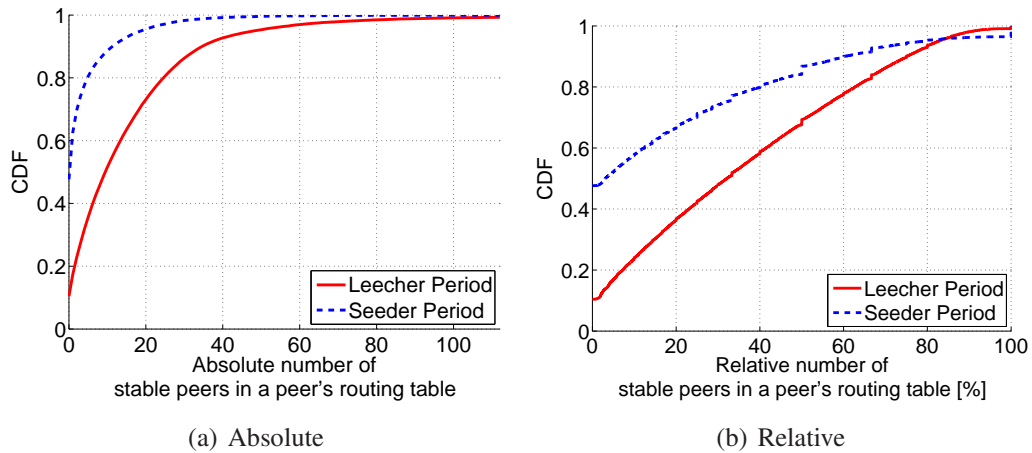 1
0.8
0.6
0.4
0.2
0
CDF
0 20 40 60 80 100
Absolute number of
stable peers in a peer's routing table
Leecher Period
Seeder Period
(a) Absolute
1
0.8
0.6
0.4
0.2
0
CDF
0 20 40 60 80 100
Relative number of
stable peers in a peer's routing table [%]
Leecher Period
Seeder Period
(b) Relative